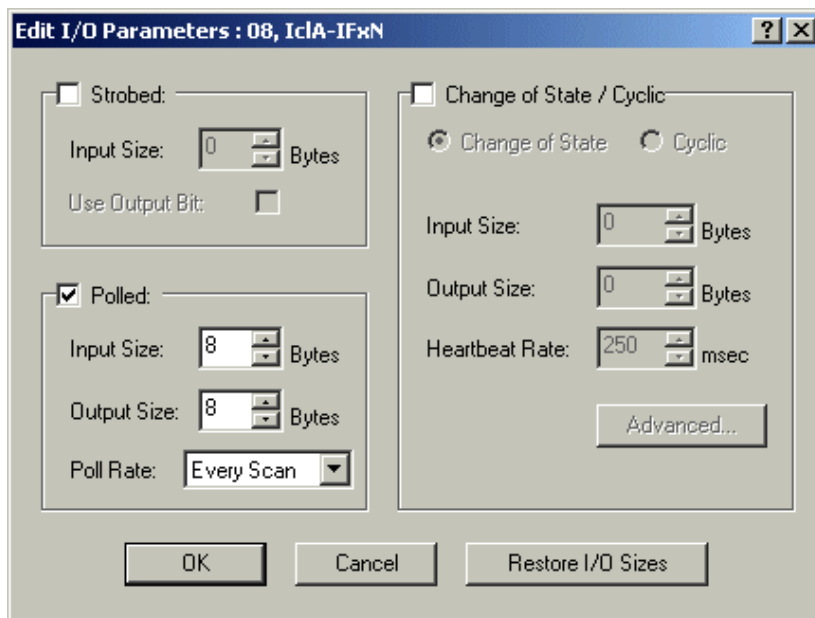 Edit I/O Parameters : 08, IclA-IFxN
Strobed:
Input Size: 0 Bytes
Use Output Bit:
Polled:
Input Size: 8 Bytes
Output Size: 8 Bytes
Poll Rate: Every Scan
Change of State / Cyclic
Change of State Cyclic
Input Size: 0 Bytes
Output Size: 0 Bytes
Heartbeat Rate: 250 msec
Advanced...
OK Cancel Restore I/O Sizes